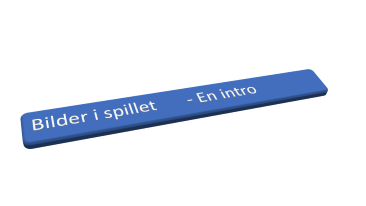 Bilder i spillet - En intro